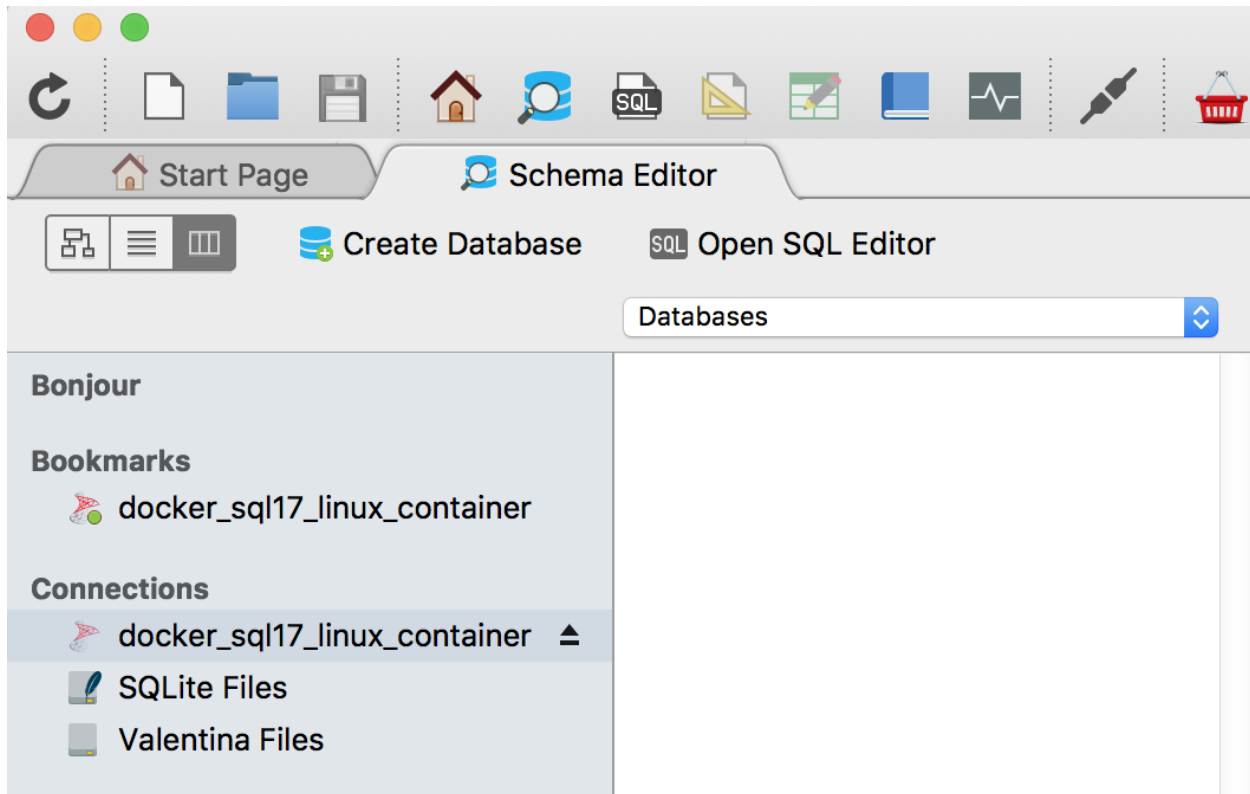 SQL
Start Page
Schema Editor
Create Database
SQL Open SQL Editor
Databases
Bonjour
Bookmarks
docker_sql17_linux_container
Connections
docker_sql17_linux_container
SQLite Files
Valentina Files